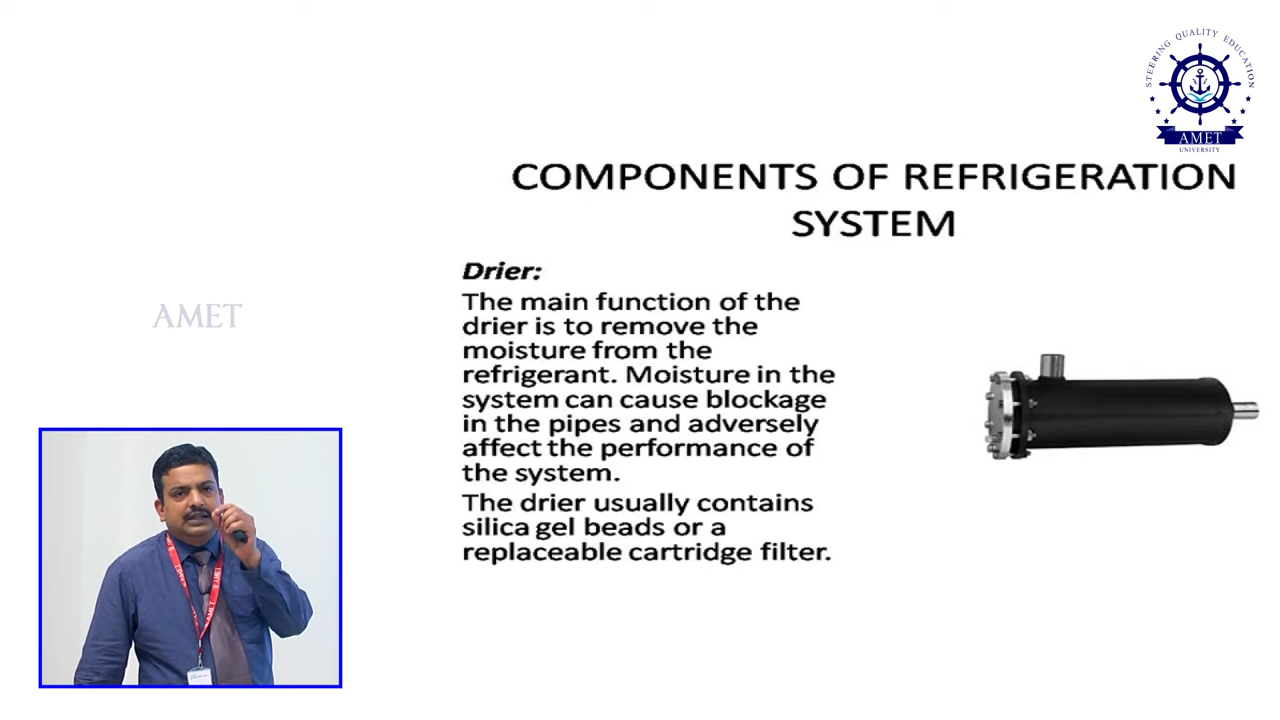 STEERING QUALITY EDUCATION
AMET
UNIVERSITY
COMPONENTS OF REFRIGERATION
SYSTEM
Drier:
The main function of the
drier is to remove the
moisture from the
refrigerant. Moisture in the
system can cause blockage
in the pipes and adversely
affect the performance of
the system.
The drier usually contains
silica gel beads or a
replaceable cartridge filter.
AMET
AMET
AMET